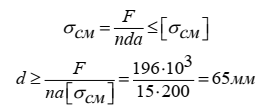 σ_см = F / nda ≤ [σ_см]
d ≥ F / na[σ_см] = 196·10³ / 15·200 = 65мм